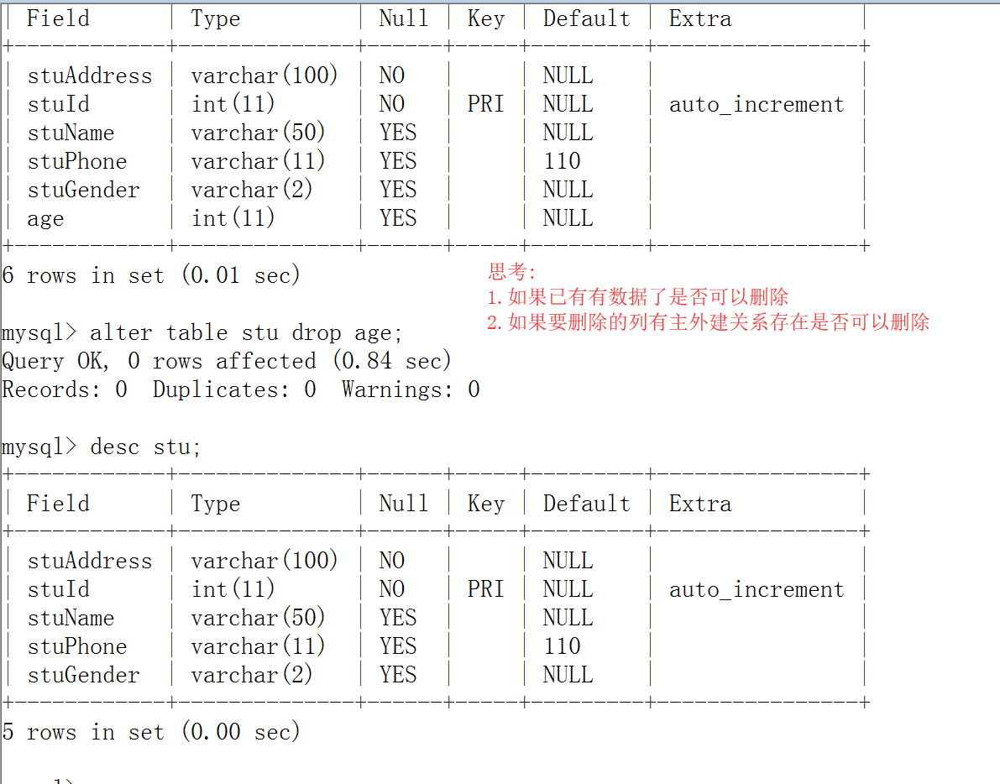 | Field | Type | Null | Key | Default | Extra |
+-------------+--------------+------+-----+---------+----------------+
| stuAddress | varchar(100) | NO | | NULL | |
| stuId | int(11) | NO | PRI | NULL | auto_increment |
| stuName | varchar(50) | YES | | NULL | |
| stuPhone | varchar(11) | YES | | 110 | |
| stuGender | varchar(2) | YES | | NULL | |
| age | int(11) | YES | | NULL | |
+-------------+--------------+------+-----+---------+----------------+
6 rows in set (0.01 sec)
思考:
1.如果已有有数据了是否可以删除
2.如果要删除的列有主外建关系存在是否可以删除
mysql> alter table stu drop age;
Query OK, 0 rows affected (0.84 sec)
Records: 0 Duplicates: 0 Warnings: 0
mysql> desc stu;
+-------------+--------------+------+-----+---------+----------------+
| Field | Type | Null | Key | Default | Extra |
+-------------+--------------+------+-----+---------+----------------+
| stuAddress | varchar(100) | NO | | NULL | |
| stuId | int(11) | NO | PRI | NULL | auto_increment |
| stuName | varchar(50) | YES | | NULL | |
| stuPhone | varchar(11) | YES | | 110 | |
| stuGender | varchar(2) | YES | | NULL | |
+-------------+--------------+------+-----+---------+----------------+
5 rows in set (0.00 sec)